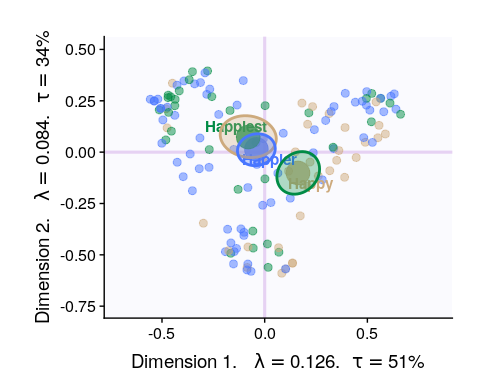 0.50
0.25
0.00
-0.25
-0.50
-0.75
-0.5
0.0
0.5
Happiest
Happier
Happy
Dimension 2. λ = 0.084. τ = 34%
Dimension 1. λ = 0.126. τ = 51%